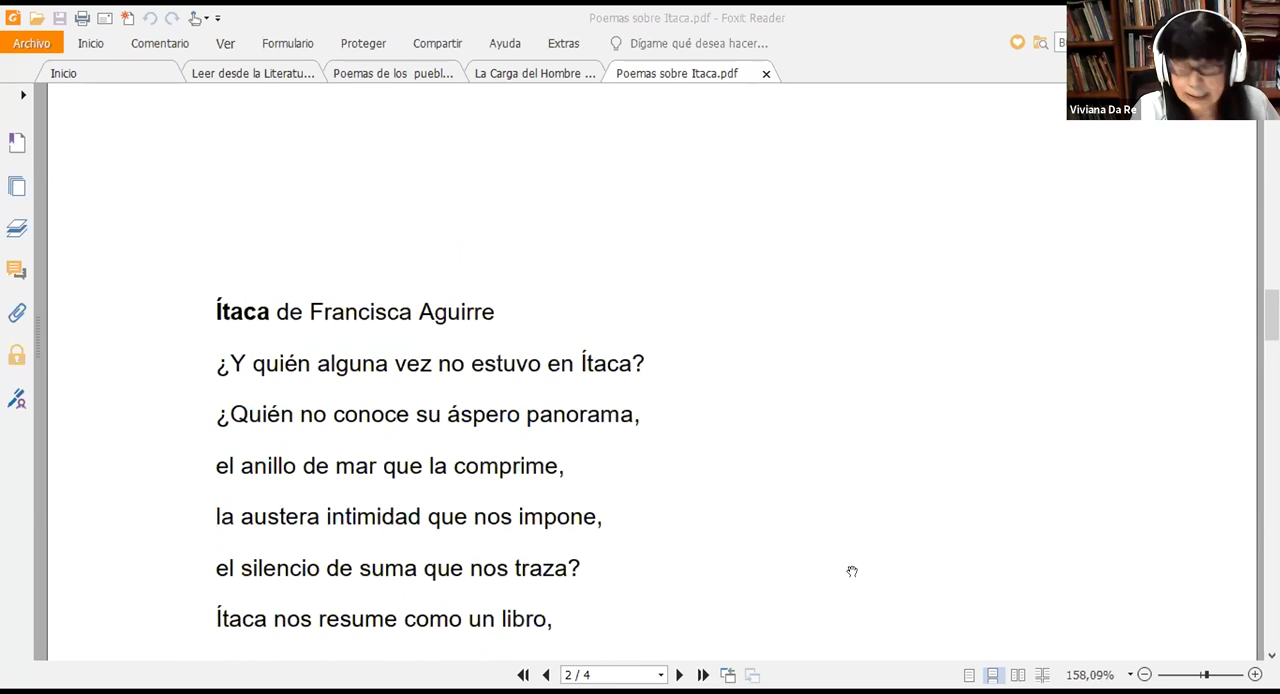 Poemas sobre Itaca.pdf - Foxit Reader
Archivo Inicio Comentario Ver Formulario Proteger Compartir Ayuda Extras Dígame qué desea hacer...
Inicio Leer desde la Literatu... Poemas de los puebl... La Carga del Hombre ... Poemas sobre Itaca.pdf
Viviana Da Re
Ítaca de Francisca Aguirre
¿Y quién alguna vez no estuvo en Ítaca?
¿Quién no conoce su áspero panorama,
el anillo de mar que la comprime,
la austera intimidad que nos impone,
el silencio de suma que nos traza?
Ítaca nos resume como un libro,
2 / 4 158,09%